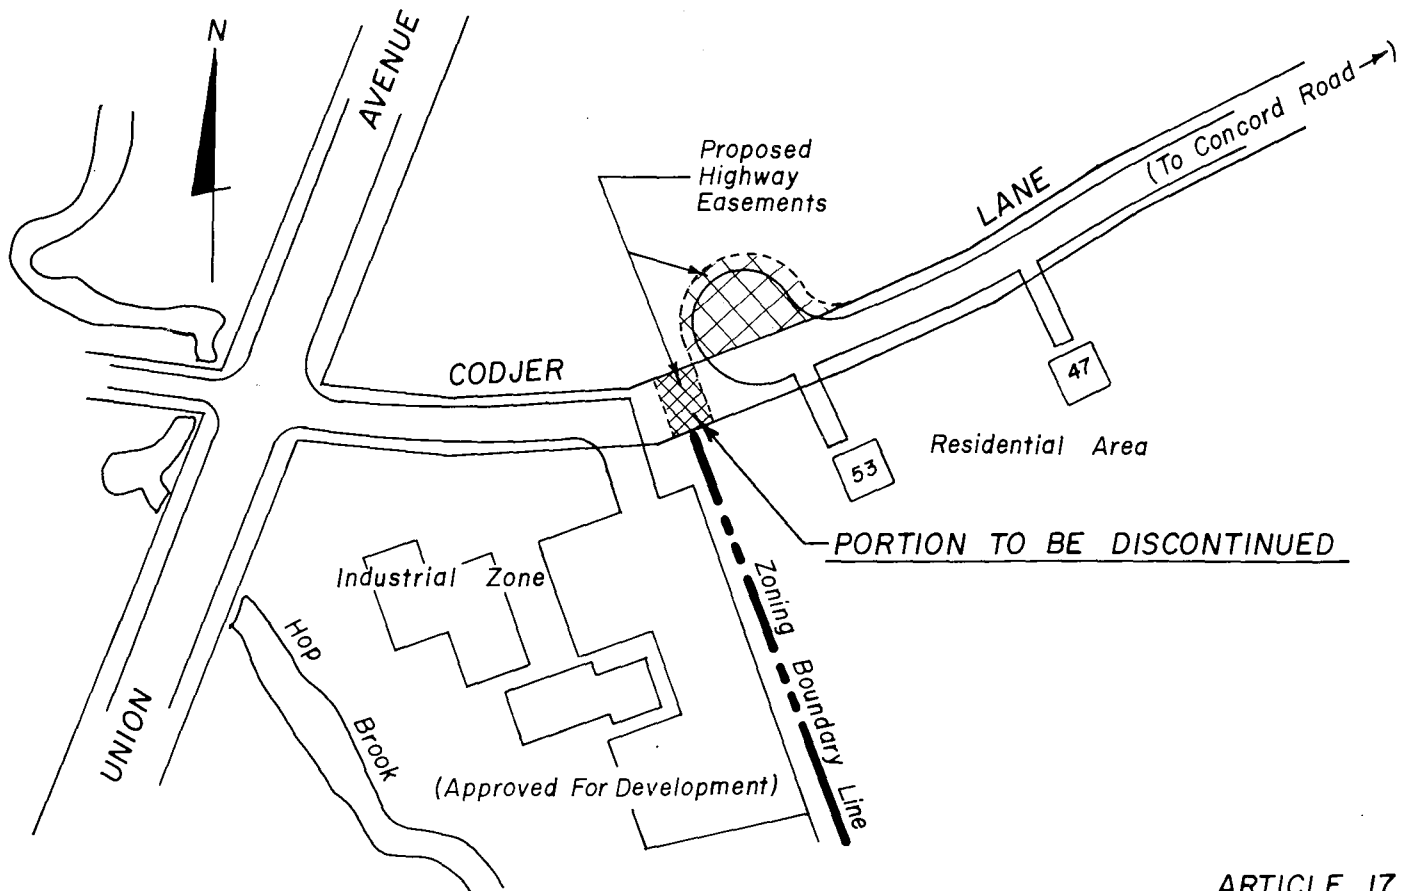 N
AVENUE
Proposed
Highway
Easements
LANE
(To Concord Road →)
CODJER
47
53
Residential Area
PORTION TO BE DISCONTINUED
Industrial Zone
Zoning Boundary Line
Hop Brook
UNION
(Approved For Development)
ARTICLE 17